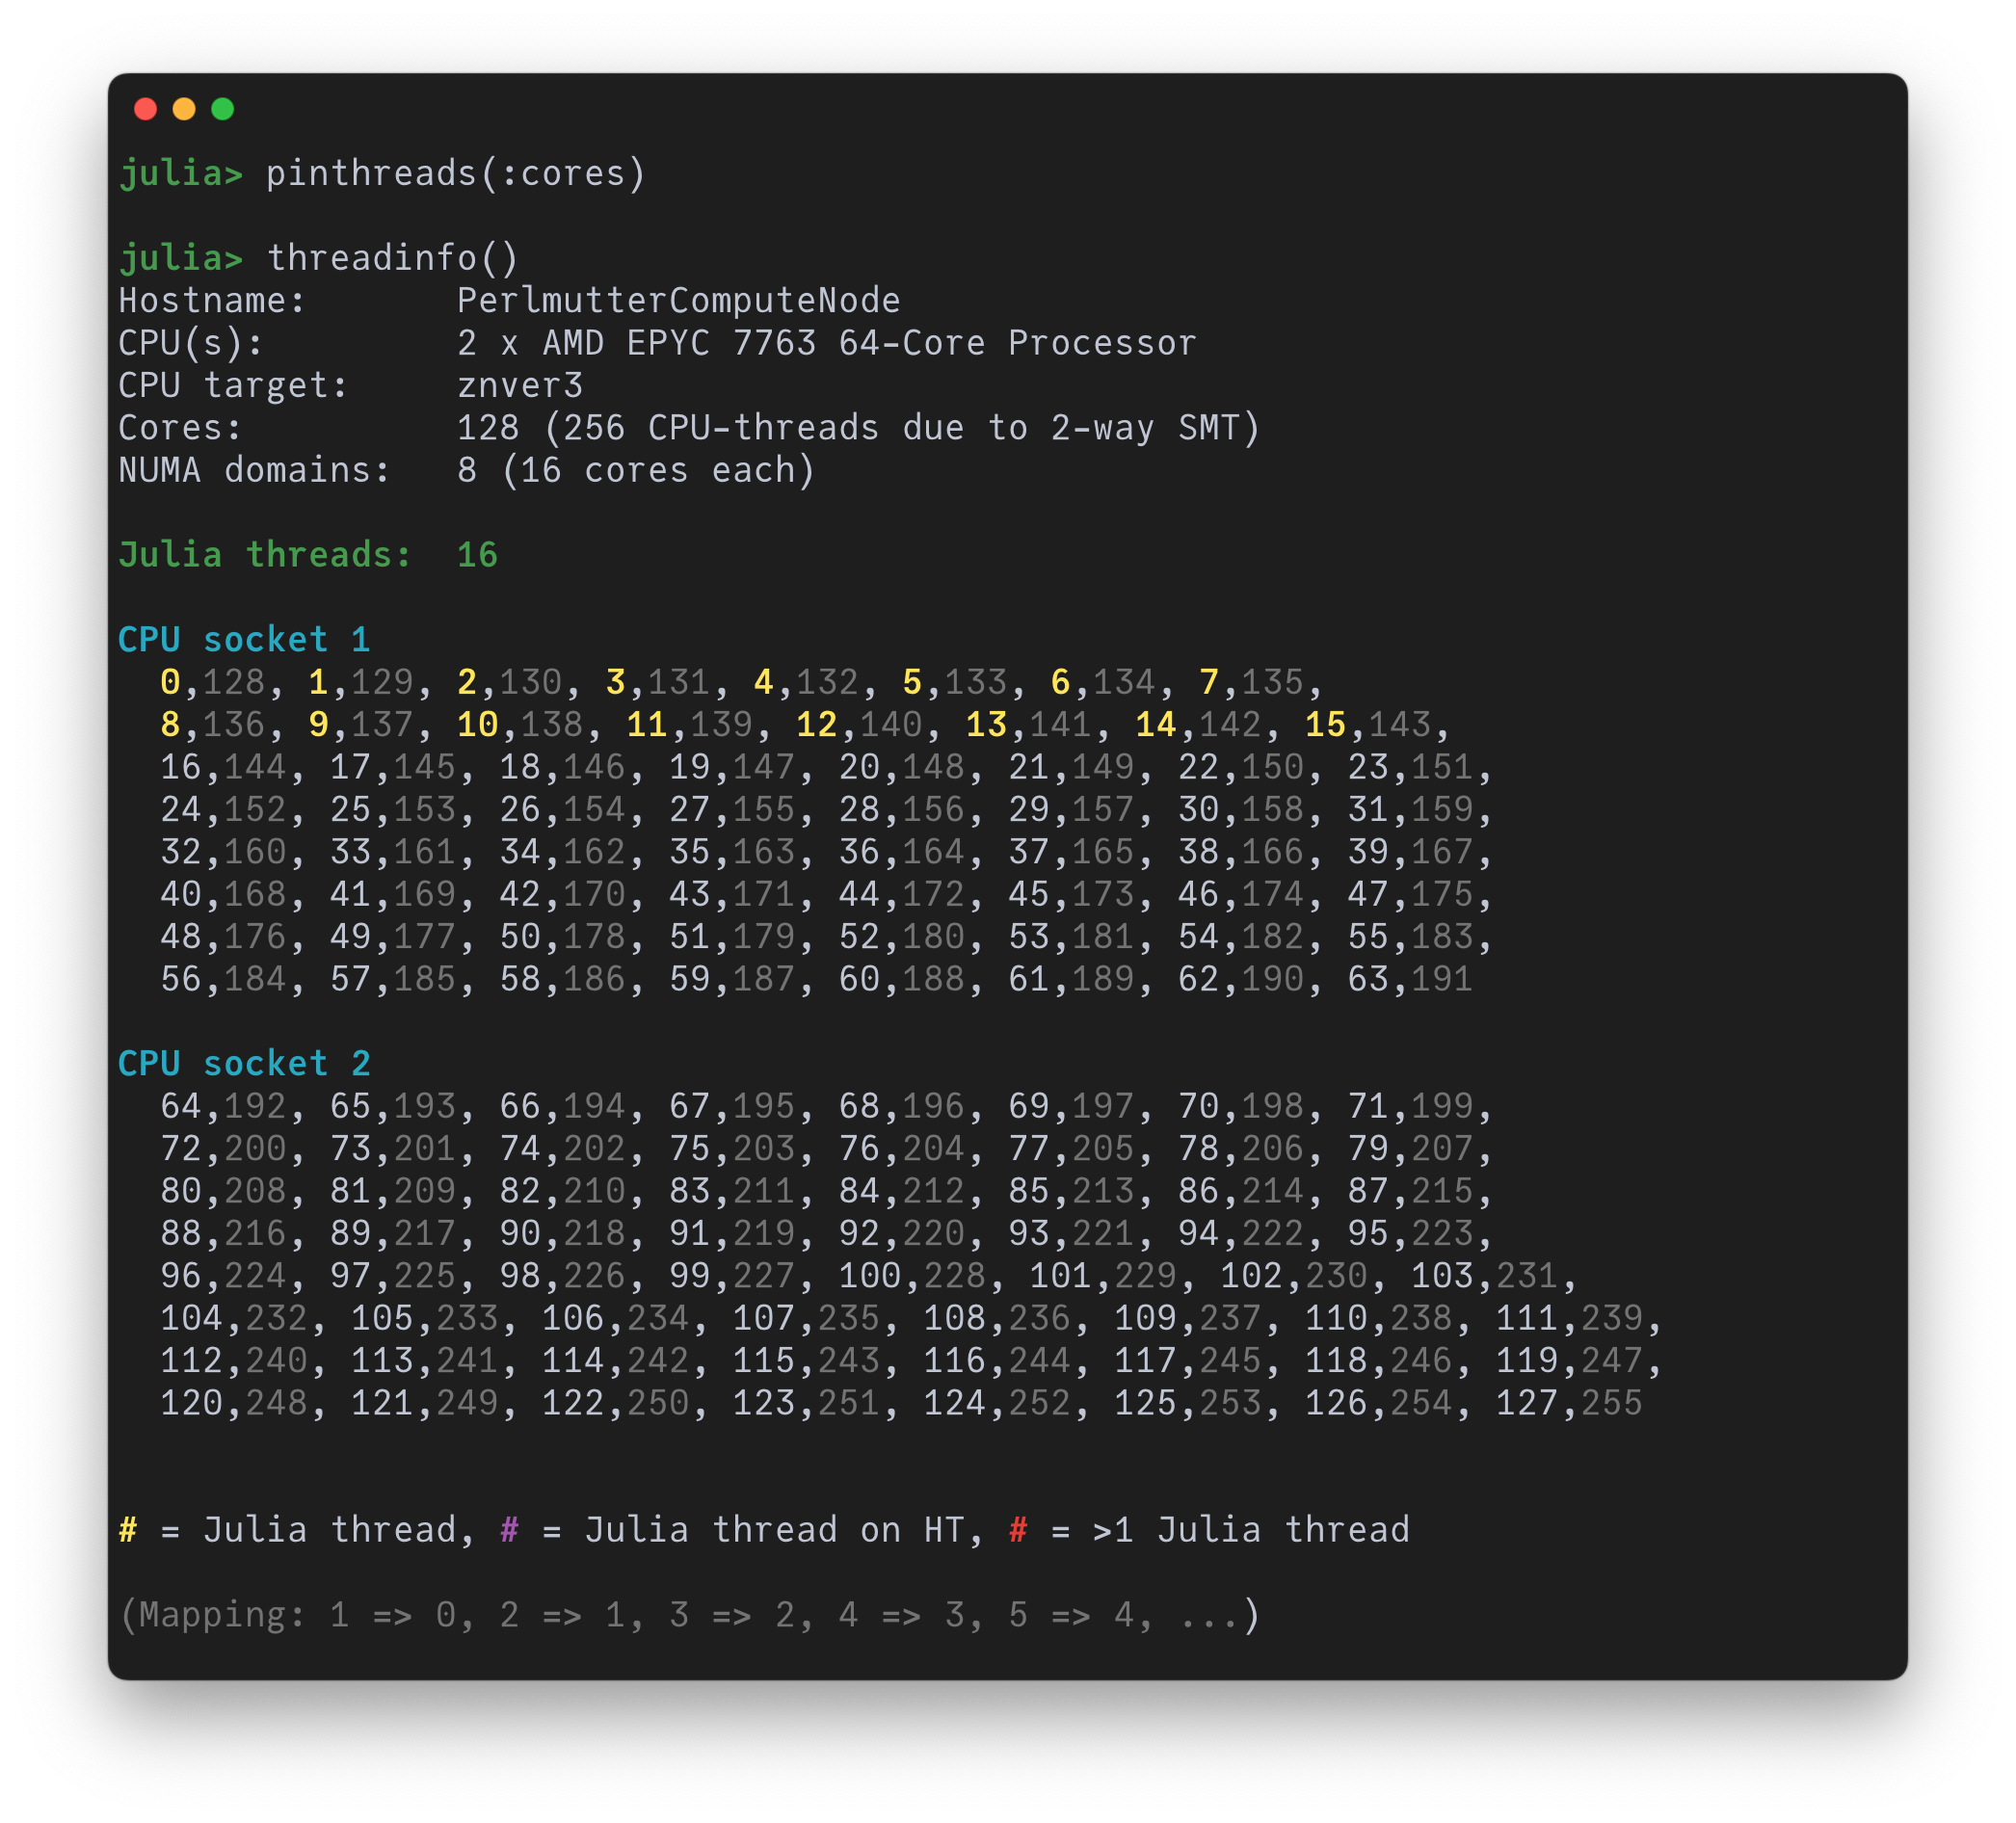 julia> pinthreads(:cores)
julia> threadinfo()
Hostname:       PerlmutterComputeNode
CPU(s):         2 x AMD EPYC 7763 64-Core Processor
CPU target:     znver3
Cores:          128 (256 CPU-threads due to 2-way SMT)
NUMA domains:   8 (16 cores each)
Julia threads:  16
CPU socket 1
  0,128, 1,129, 2,130, 3,131, 4,132, 5,133, 6,134, 7,135,
  8,136, 9,137, 10,138, 11,139, 12,140, 13,141, 14,142, 15,143,
  16,144, 17,145, 18,146, 19,147, 20,148, 21,149, 22,150, 23,151,
  24,152, 25,153, 26,154, 27,155, 28,156, 29,157, 30,158, 31,159,
  32,160, 33,161, 34,162, 35,163, 36,164, 37,165, 38,166, 39,167,
  40,168, 41,169, 42,170, 43,171, 44,172, 45,173, 46,174, 47,175,
  48,176, 49,177, 50,178, 51,179, 52,180, 53,181, 54,182, 55,183,
  56,184, 57,185, 58,186, 59,187, 60,188, 61,189, 62,190, 63,191
CPU socket 2
  64,192, 65,193, 66,194, 67,195, 68,196, 69,197, 70,198, 71,199,
  72,200, 73,201, 74,202, 75,203, 76,204, 77,205, 78,206, 79,207,
  80,208, 81,209, 82,210, 83,211, 84,212, 85,213, 86,214, 87,215,
  88,216, 89,217, 90,218, 91,219, 92,220, 93,221, 94,222, 95,223,
  96,224, 97,225, 98,226, 99,227, 100,228, 101,229, 102,230, 103,231,
  104,232, 105,233, 106,234, 107,235, 108,236, 109,237, 110,238, 111,239,
  112,240, 113,241, 114,242, 115,243, 116,244, 117,245, 118,246, 119,247,
  120,248, 121,249, 122,250, 123,251, 124,252, 125,253, 126,254, 127,255
# = Julia thread, # = Julia thread on HT, # = >1 Julia thread
(Mapping: 1 => 0, 2 => 1, 3 => 2, 4 => 3, 5 => 4, ...)